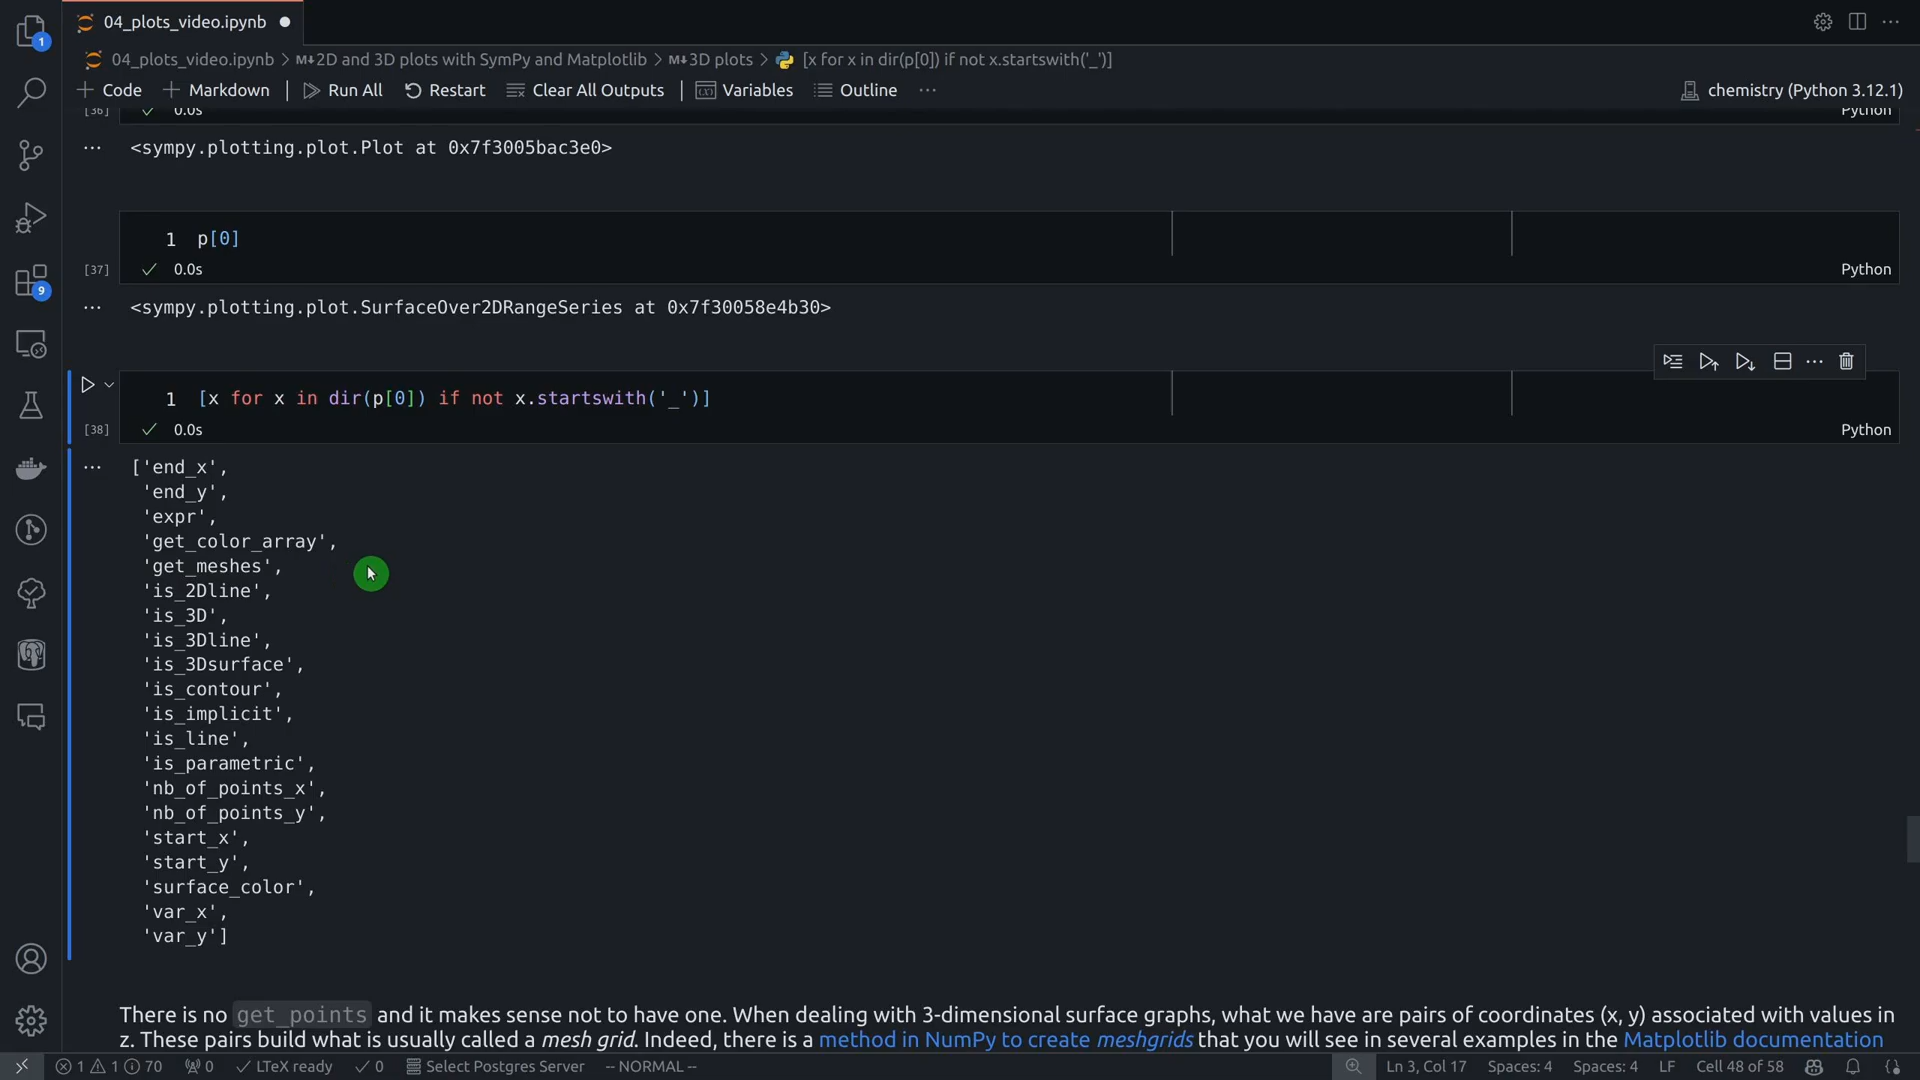 1
04_plots_video.ipynb
04_plots_video.ipynb > M↓2D and 3D plots with SymPy and Matplotlib > M↓3D plots > [x for x in dir(p[0]) if not x.startswith('_')]
+ Code + Markdown | Run All Restart Clear All Outputs | Variables Outline ··· chemistry (Python 3.12.1)
[36] 0.0s Python
<sympy.plotting.plot.Plot at 0x7f3005bac3e0>
1 p[0]
[37] 0.0s Python
9
<sympy.plotting.plot.SurfaceOver2DRangeSeries at 0x7f30058e4b30>
1 [x for x in dir(p[0]) if not x.startswith('_')]
[38] 0.0s Python
['end_x',
'end_y',
'expr',
'get_color_array',
'get_meshes',
'is_2Dline',
'is_3D',
'is_3Dline',
'is_3Dsurface',
'is_contour',
'is_implicit',
'is_line',
'is_parametric',
'nb_of_points_x',
'nb_of_points_y',
'start_x',
'start_y',
'surface_color',
'var_x',
'var_y']
There is no get_points and it makes sense not to have one. When dealing with 3-dimensional surface graphs, what we have are pairs of coordinates (x, y) associated with values in
z. These pairs build what is usually called a mesh grid. Indeed, there is a method in NumPy to create meshgrids that you will see in several examples in the Matplotlib documentation
1 1 70 0 LTeX ready 0 Select Postgres Server -- NORMAL -- Ln 3, Col 17 Spaces: 4 Spaces: 4 LF Cell 48 of 58